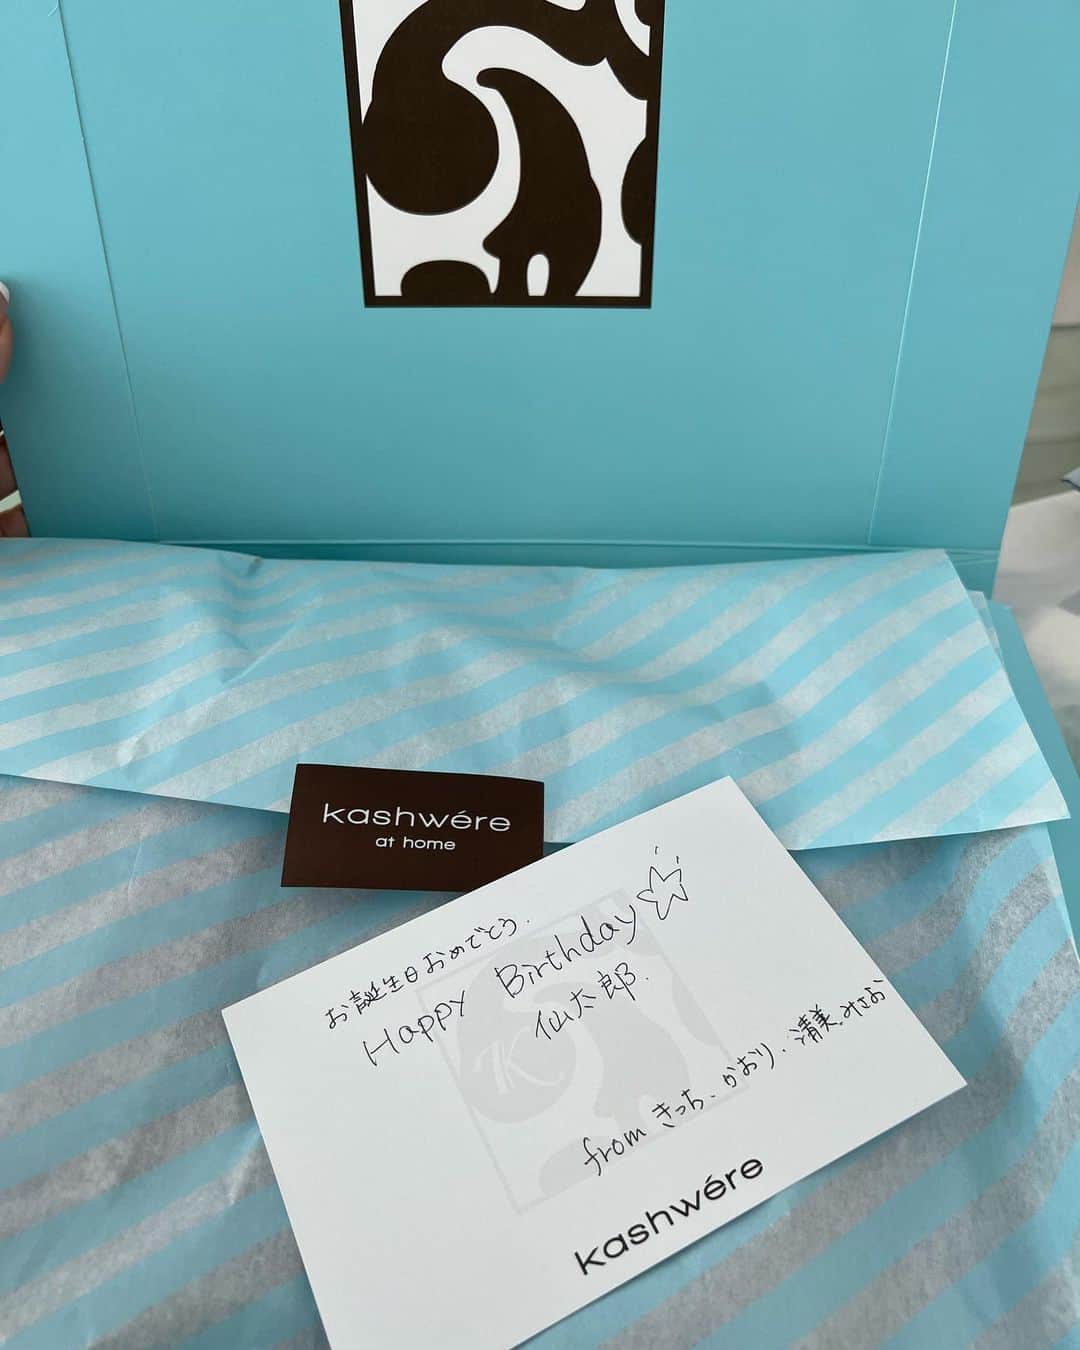 kashwére
at home
お誕生日おめでとう.
Happy Birthday
仙太郎.
from きっち、かおり、清美、みさお
K
kashwére